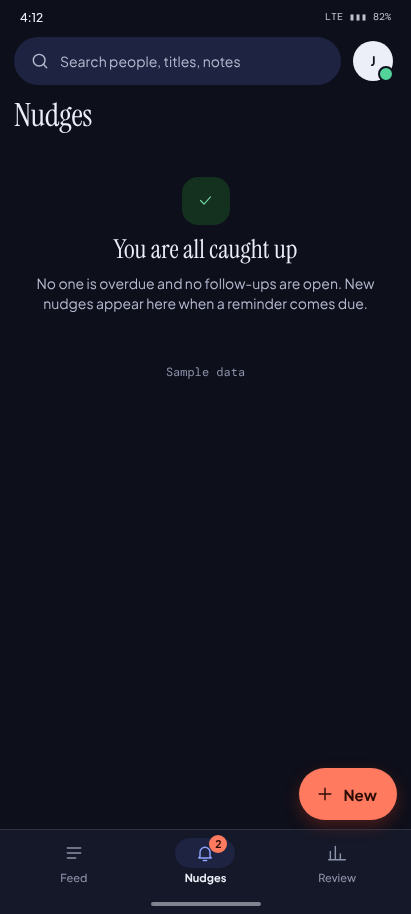 4:12
LTE 82%
Search people, titles, notes
J
Nudges
You are all caught up
No one is overdue and no follow-ups are open. New
nudges appear here when a reminder comes due.
Sample data
New
2
Feed
Nudges
Review